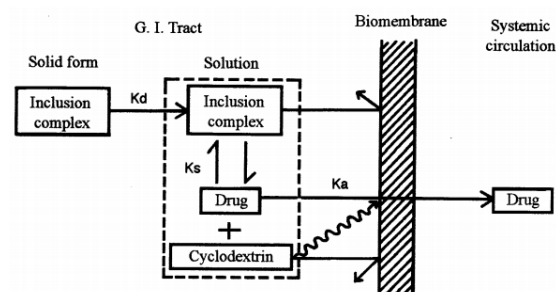 G. I. Tract
Biomembrane
Systemic
circulation
Solid form
Solution
Inclusion
complex
Kd
Inclusion
complex
Ks
Drug
Ka
Drug
+
Cyclodextrin